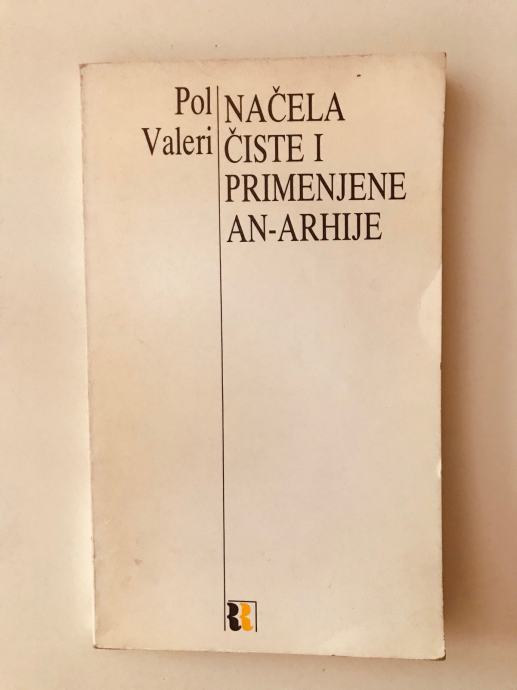 Pol
Valeri
NAČELA
ČISTE I
PRIMENJENE
AN-ARHIJE